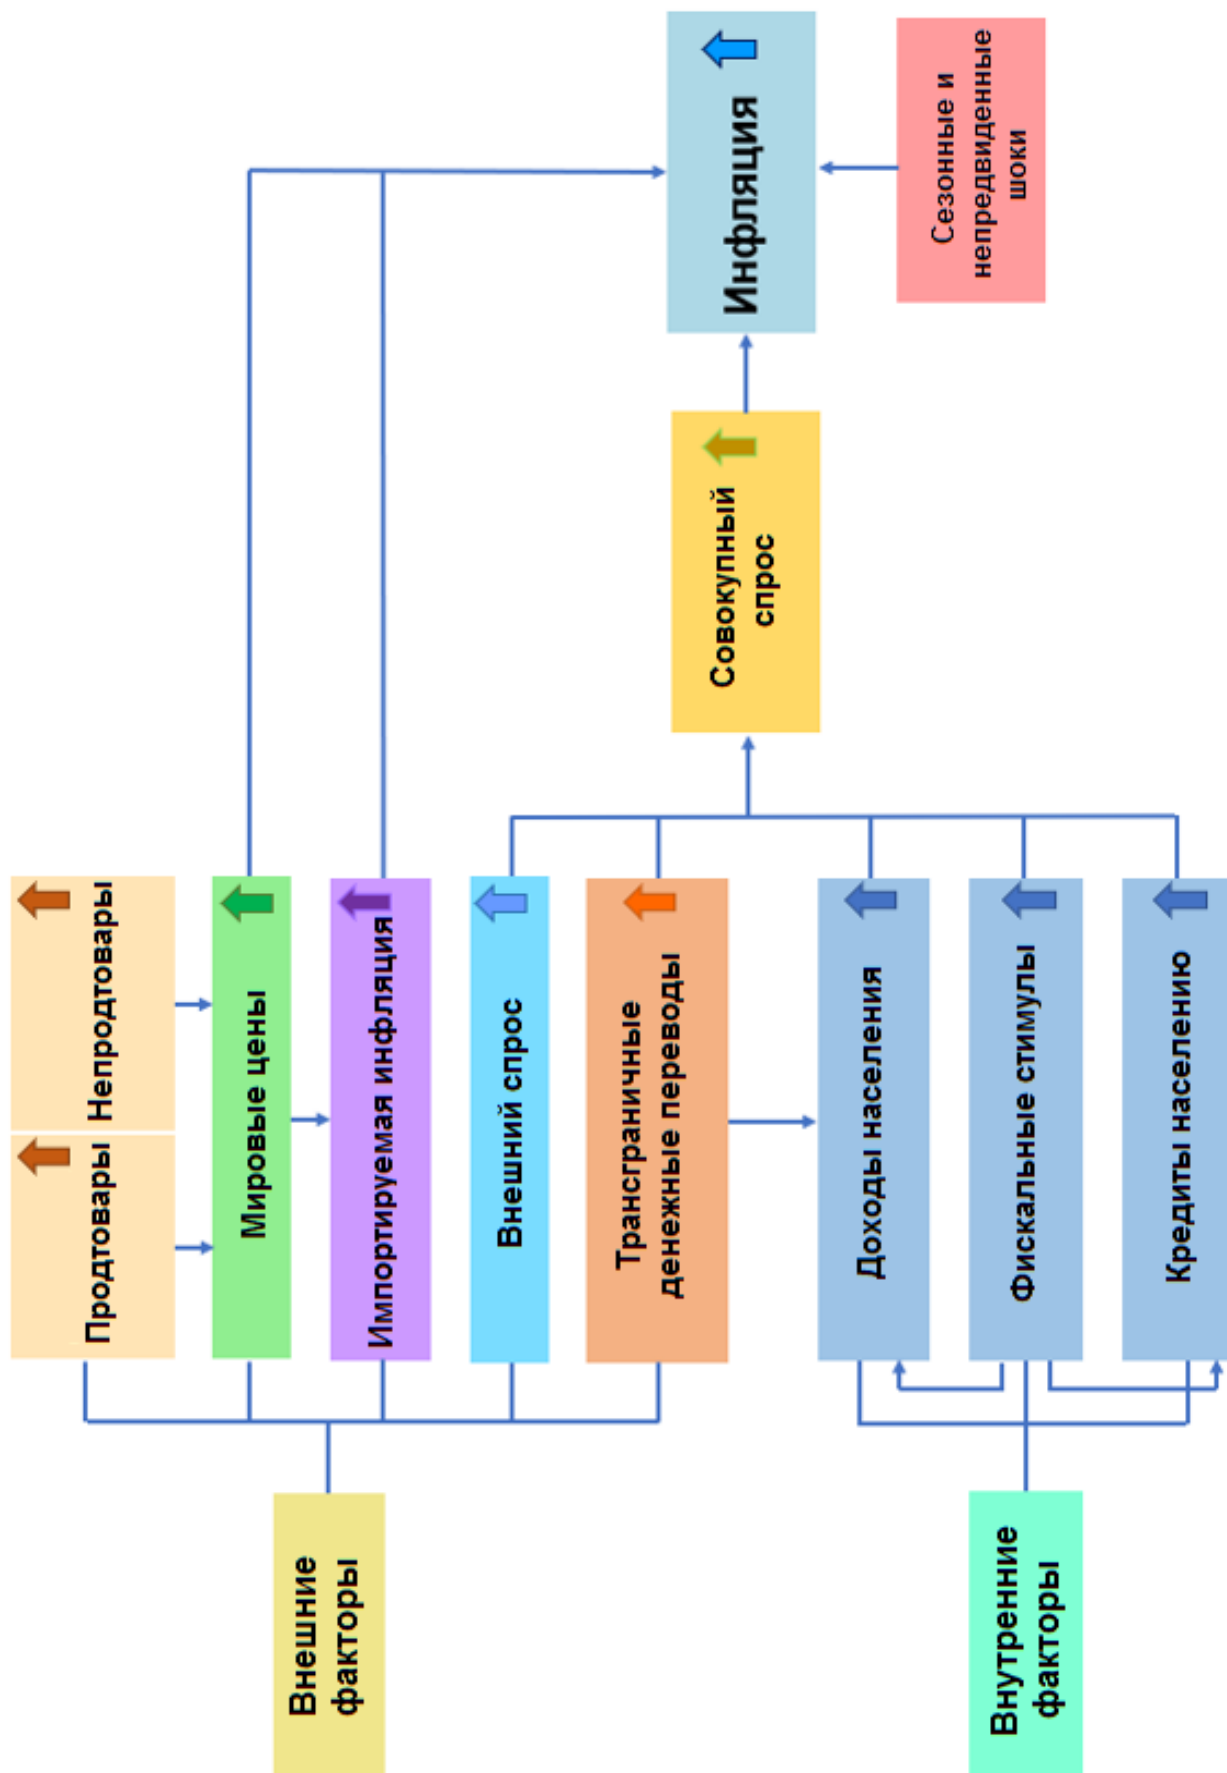 Внешние
факторы
Внутренние
факторы
Продтовары
Непродтовары
Мировые цены
Импортируемая инфляция
Внешний спрос
Трансграничные
денежные переводы
Доходы населения
Фискальные стимулы
Кредиты населению
Совокупный
спрос
Инфляция
Сезонные и
непредвиденные
шоки